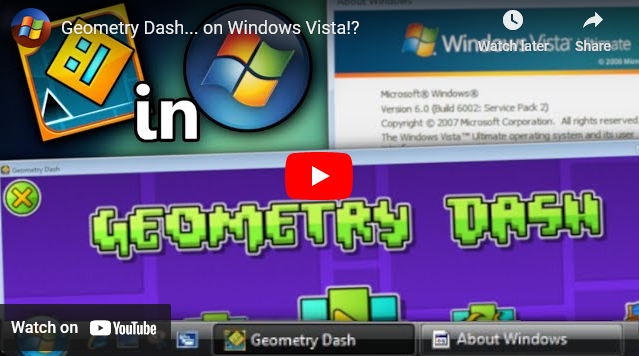 Geometry Dash... on Windows Vista!?
Watch later
Share
About Windows
in
Windows Vista Ultimate
Microsoft® Windows®
Version 6.0 (Build 6002: Service Pack 2)
Copyright © 2007 Microsoft Corporation. All rights reserved
The Windows Vista™ Ultimate operating system and its user
Geometry Dash
GEOMETRY DASH
Watch on YouTube
Geometry Dash
About Windows